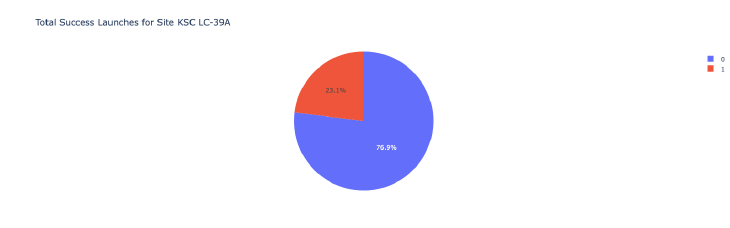 Total Success Launches for Site KSC LC-39A
0
1
23.1%
76.9%